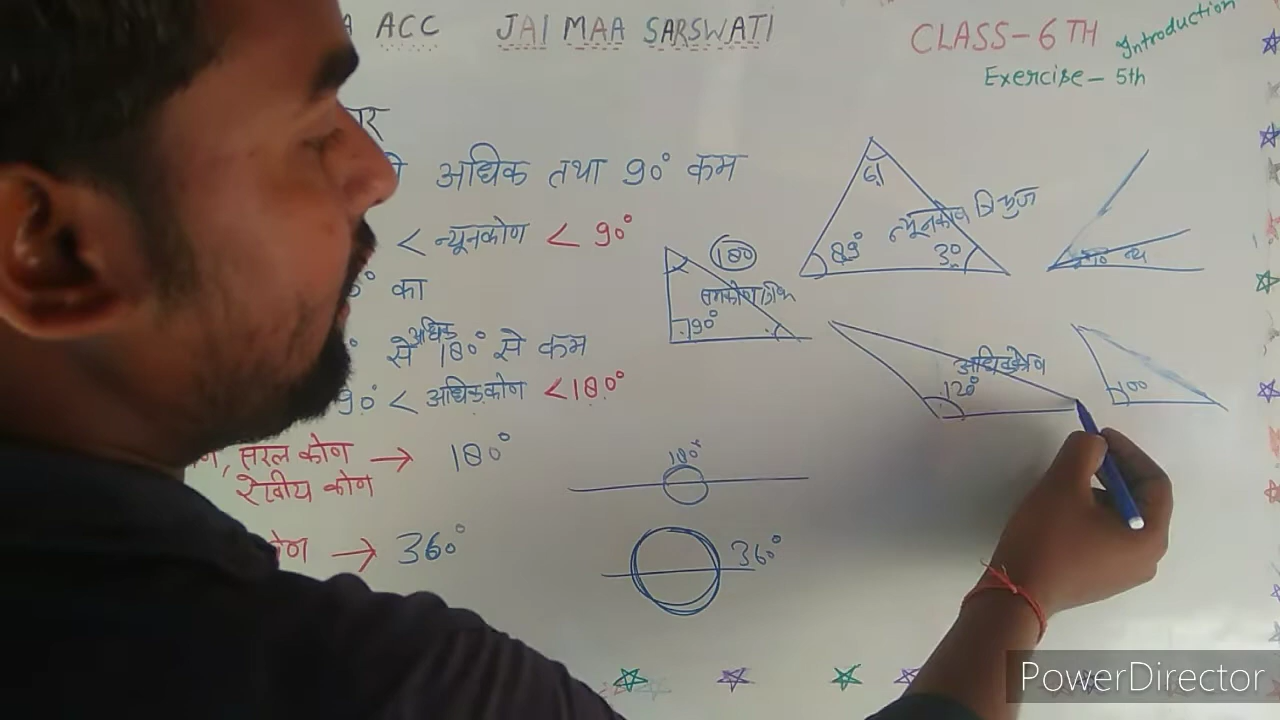 ACC JAI MAA SARSWATI
CLASS-6TH Introduction
Exercise- 5th
अधिक तथा 90° कम
< न्यूनकोण < 90°
का
से अधिक 180° से कम
90° < अधिककोण < 180°
, सरल कोण → 180°
रेखीय कोण
→ 360°
61
89°
30
न्यूनकोण त्रिभुज
180
समकोण त्रिभु
90°
अधिककोण
120°
100
180°
360°
PowerDirector